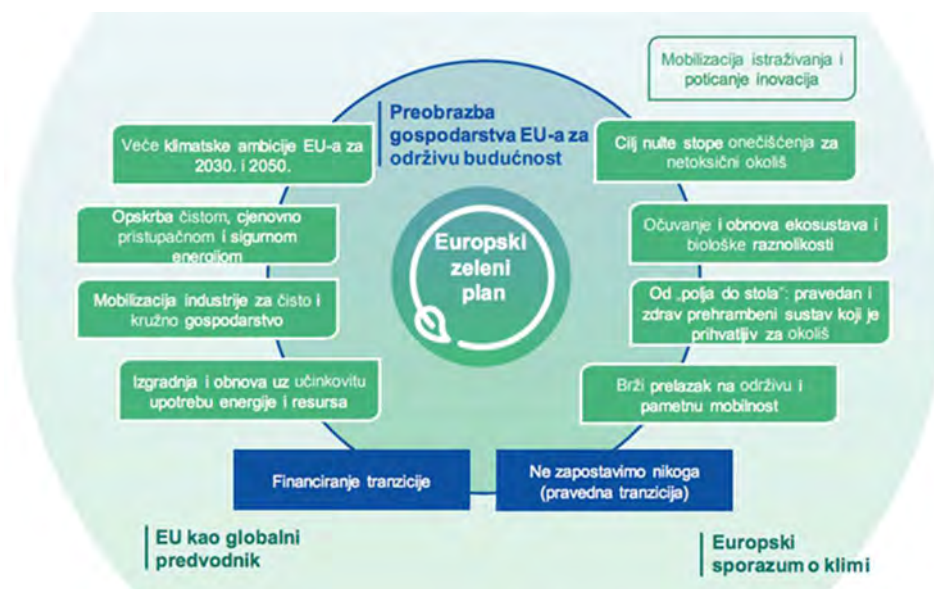 Mobilizacija istraživanja i
poticanje inovacija
Preobrazba
gospodarstva EU-a za
održivu budućnost
Veće klimatske ambicije EU-a za
2030. i 2050.
Cilj nulte stope onečišćenja za
netoksični okoliš
Opskrba čistom, cjenovno
pristupačnom i sigurnom
energijom
Očuvanje i obnova ekosustava i
biološke raznolikosti
Europski
zeleni
plan
Mobilizacija industrije za čisto i
kružno gospodarstvo
Od „polja do stola“: pravedan i
zdrav prehrambeni sustav koji je
prihvatljiv za okoliš
Izgradnja i obnova uz učinkovitu
upotrebu energije i resursa
Brži prelazak na održivu i
pametnu mobilnost
Financiranje tranzicije
Ne zapostavimo nikoga
(pravedna tranzicija)
EU kao globalni
predvodnik
Europski
sporazum o klimi